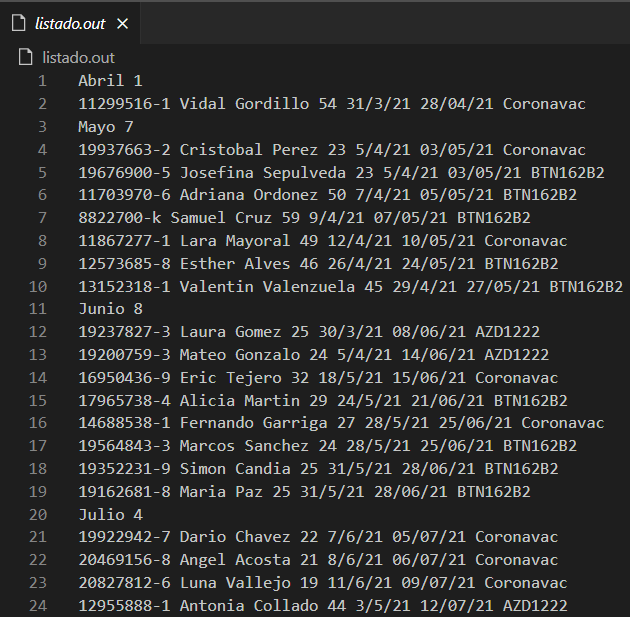 listado.out ×
listado.out
1 Abril 1
2 11299516-1 Vidal Gordillo 54 31/3/21 28/04/21 Coronavac
3 Mayo 7
4 19937663-2 Cristobal Perez 23 5/4/21 03/05/21 Coronavac
5 19676900-5 Josefina Sepulveda 23 5/4/21 03/05/21 BTN162B2
6 11703970-6 Adriana Ordonez 50 7/4/21 05/05/21 BTN162B2
7 8822700-k Samuel Cruz 59 9/4/21 07/05/21 BTN162B2
8 11867277-1 Lara Mayoral 49 12/4/21 10/05/21 Coronavac
9 12573685-8 Esther Alves 46 26/4/21 24/05/21 BTN162B2
10 13152318-1 Valentin Valenzuela 45 29/4/21 27/05/21 BTN162B2
11 Junio 8
12 19237827-3 Laura Gomez 25 30/3/21 08/06/21 AZD1222
13 19200759-3 Mateo Gonzalo 24 5/4/21 14/06/21 AZD1222
14 16950436-9 Eric Tejero 32 18/5/21 15/06/21 Coronavac
15 17965738-4 Alicia Martin 29 24/5/21 21/06/21 BTN162B2
16 14688538-1 Fernando Garriga 27 28/5/21 25/06/21 Coronavac
17 19564843-3 Marcos Sanchez 24 28/5/21 25/06/21 BTN162B2
18 19352231-9 Simon Candia 25 31/5/21 28/06/21 BTN162B2
19 19162681-8 Maria Paz 25 31/5/21 28/06/21 BTN162B2
20 Julio 4
21 19922942-7 Dario Chavez 22 7/6/21 05/07/21 Coronavac
22 20469156-8 Angel Acosta 21 8/6/21 06/07/21 Coronavac
23 20827812-6 Luna Vallejo 19 11/6/21 09/07/21 Coronavac
24 12955888-1 Antonia Collado 44 3/5/21 12/07/21 AZD1222